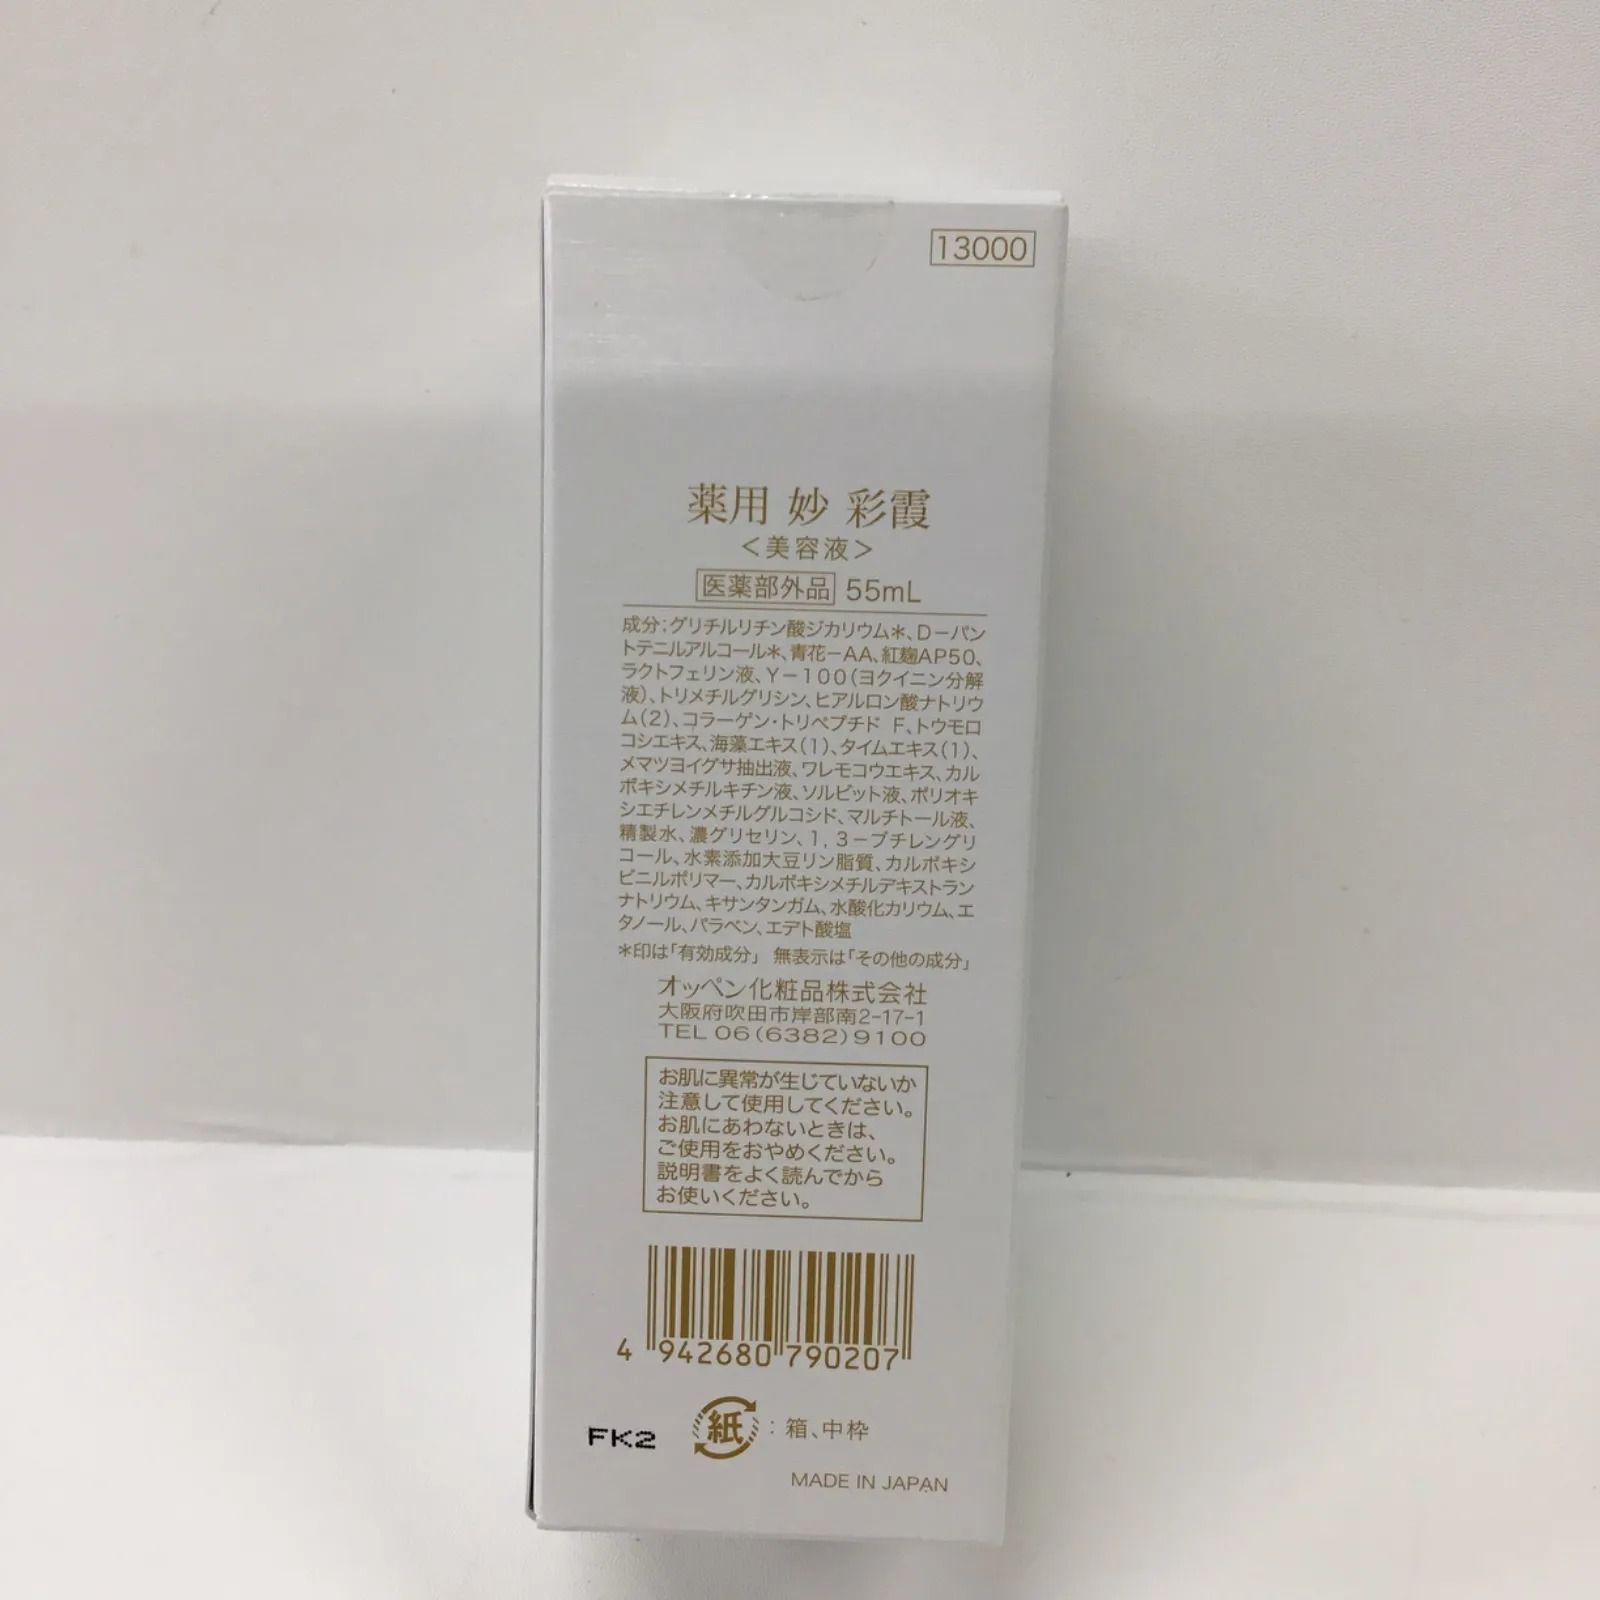 13000
薬用 妙 彩霞
＜美容液＞
医薬部外品 55mL
成分；グリチルリチン酸ジカリウム＊、D－パン
トテニルアルコール＊、青花－AA、紅麹AP50、
ラクトフェリン液、Y－100（ヨクイニン分解
液）、トリメチルグリシン、ヒアルロン酸ナトリウ
ム（2）、コラーゲン・トリペプチド F、トウモロ
コシエキス、海藻エキス（1）、タイムエキス（1）、
メマツヨイグサ抽出液、ワレモコウエキス、カル
ボキシメチルキチン液、ソルビット液、ポリオキ
シエチレンメチルグルコシド、マルチトール液、
精製水、濃グリセリン、1，3－ブチレングリ
コール、水素添加大豆リン脂質、カルボキシ
ビニルポリマー、カルボキシメチルデキストラン
ナトリウム、キサンタンガム、水酸化カリウム、エ
タノール、パラベン、エデト酸塩
＊印は「有効成分」 無表示は「その他の成分」
オッペン化粧品株式会社
大阪府吹田市岸部南2-17-1
TEL 06（6382）9100
お肌に異常が生じていないか
注意して使用してください。
お肌にあわないときは、
ご使用をおやめください。
説明書をよく読んでから
お使いください。
4 942680 790207
FK2 紙：箱、中枠
MADE IN JAPAN